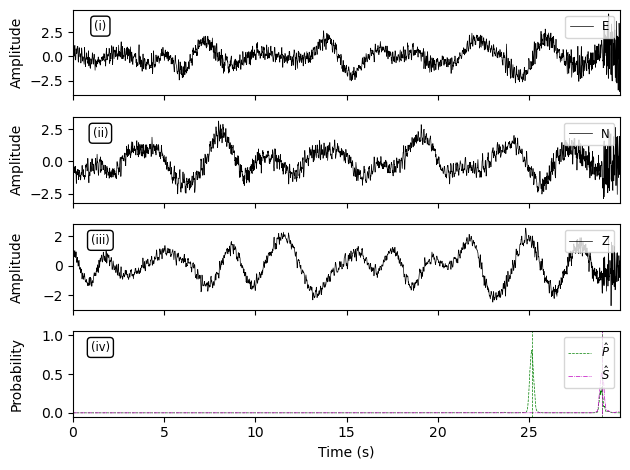 (i)
E
Amplitude
2.5
0.0
−2.5
(ii)
N
Amplitude
2.5
0.0
−2.5
(iii)
Z
Amplitude
2
0
−2
(iv)
P̂
Ŝ
Probability
1.0
0.5
0.0
0 5 10 15 20 25
Time (s)